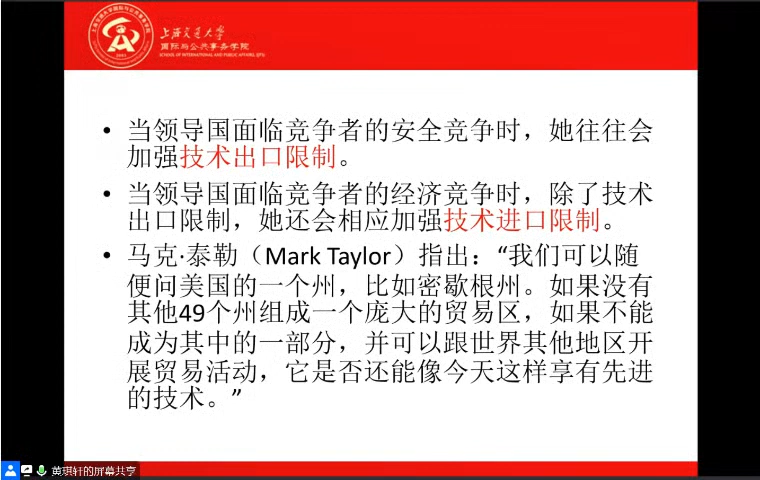 上海交通大学
国际与公共事务学院
SCHOOL OF INTERNATIONAL AND PUBLIC AFFAIRS, SJTU
• 当领导国面临竞争者的安全竞争时，她往往会
加强技术出口限制。
• 当领导国面临竞争者的经济竞争时，除了技术
出口限制，她还会相应加强技术进口限制。
• 马克·泰勒（Mark Taylor）指出：“我们可以随
便问美国的一个州，比如密歇根州。如果没有
其他49个州组成一个庞大的贸易区，如果不能
成为其中的一部分，并可以跟世界其他地区开
展贸易活动，它是否还能像今天这样享有先进
的技术。”
黄琪轩的屏幕共享